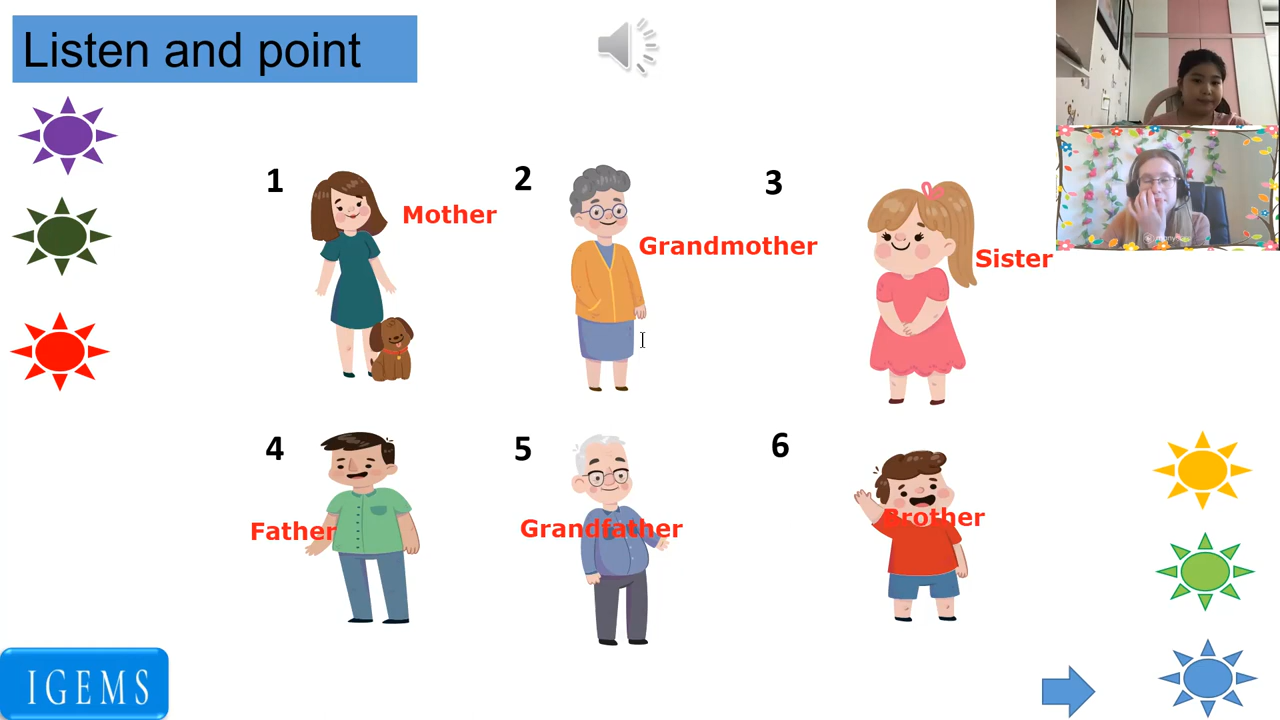 Listen and point
1
Mother
2
Grandmother
3
Sister
4
Father
5
Grandfather
6
Brother
IGEMS